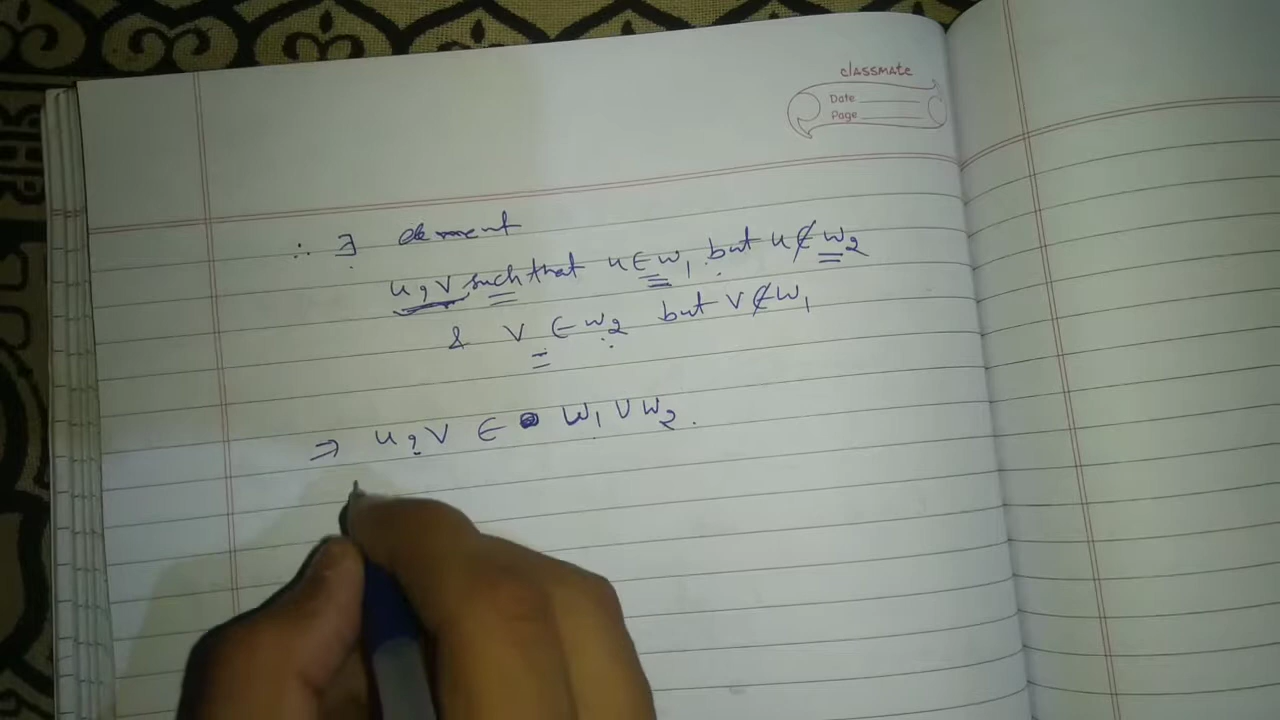 classmate
Date
Page
∴ ∃ element
u, v such that u ∈ w₁ but u ∉ w₂
& v ∈ w₂ but v ∉ w₁
⇒ u, v ∈ w₁ ∪ w₂.